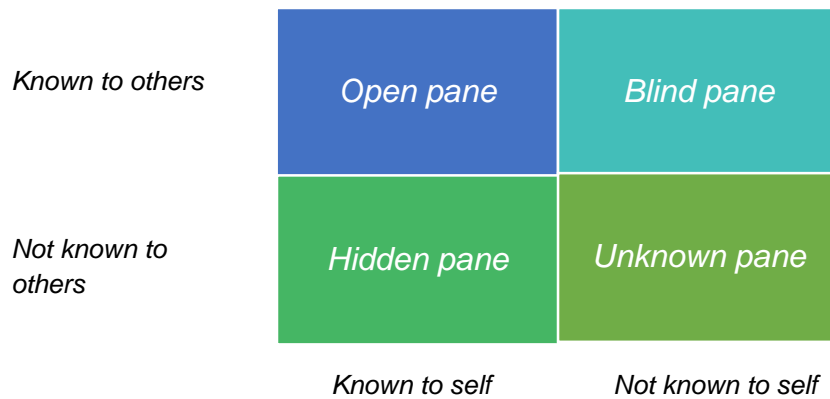 Known to others
Open pane
Blind pane
Not known to
others
Hidden pane
Unknown pane
Known to self
Not known to self